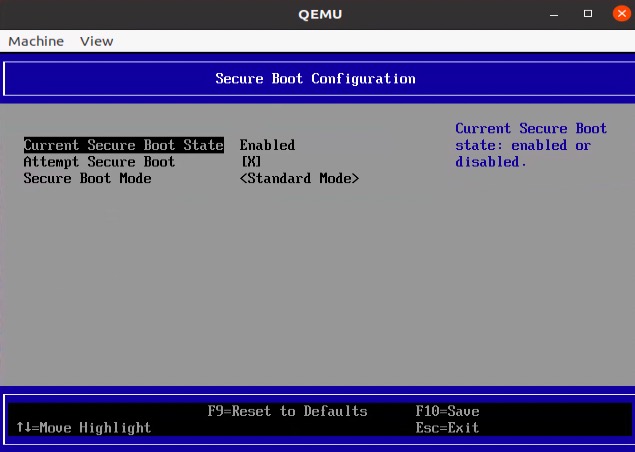 QEMU
Machine View
Secure Boot Configuration
Current Secure Boot State Enabled
Attempt Secure Boot [X]
Secure Boot Mode <Standard Mode>
Current Secure Boot
state: enabled or
disabled.
F9=Reset to Defaults F10=Save
↑↓=Move Highlight Esc=Exit